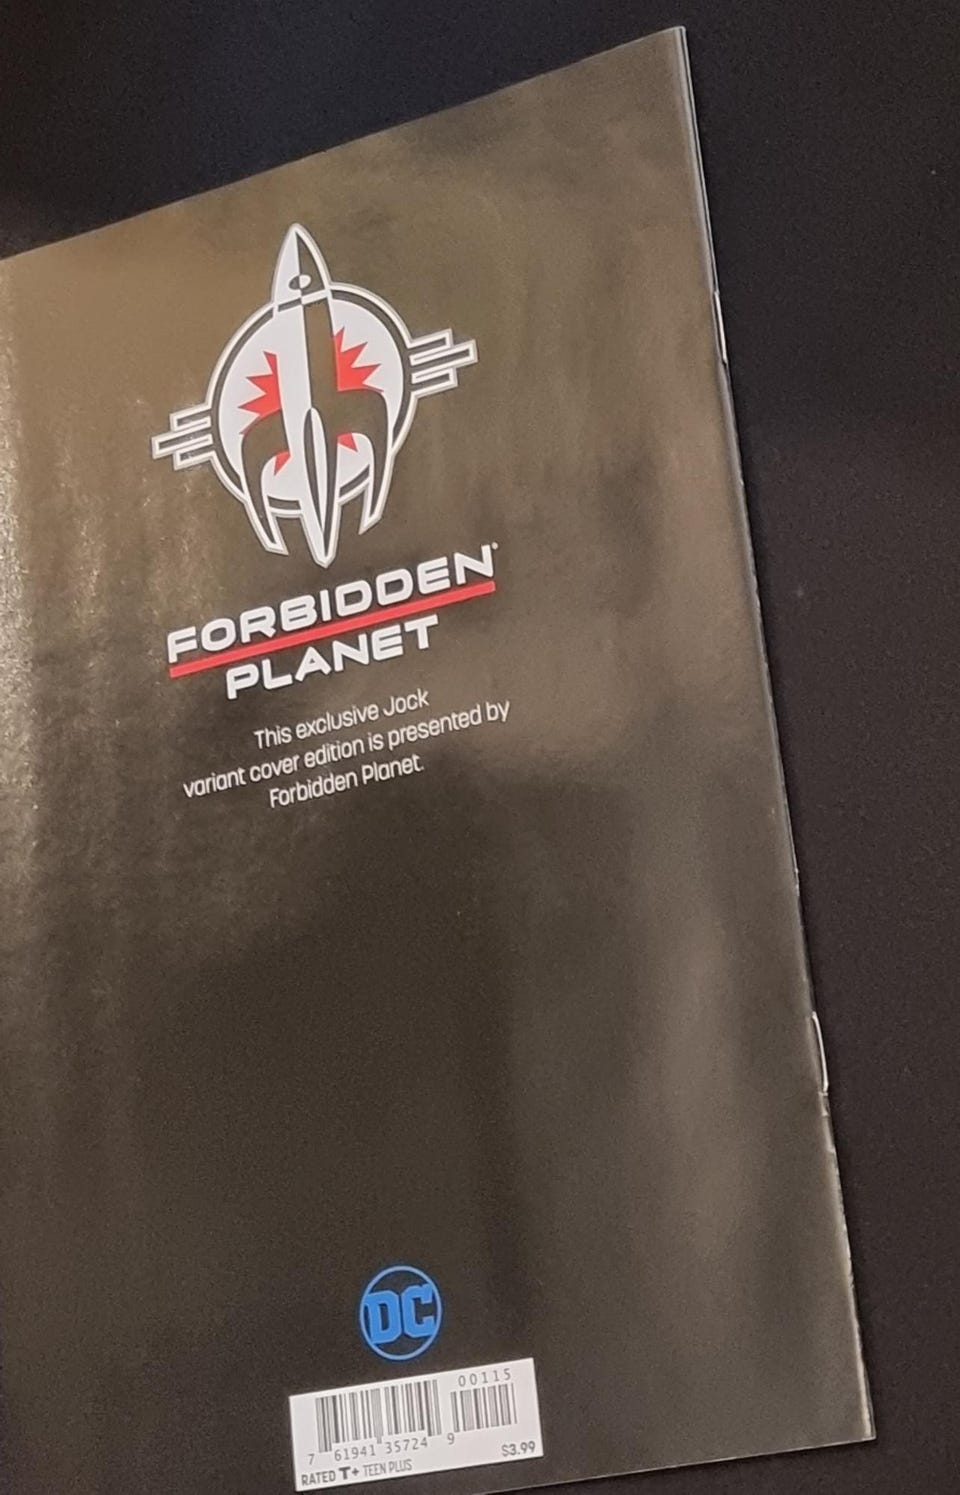 FORBIDDEN
PLANET
This exclusive Jock
variant cover edition is presented by
Forbidden Planet.
DC
00115
7 61941 35724 9
$3.99
RATED T+ TEEN PLUS